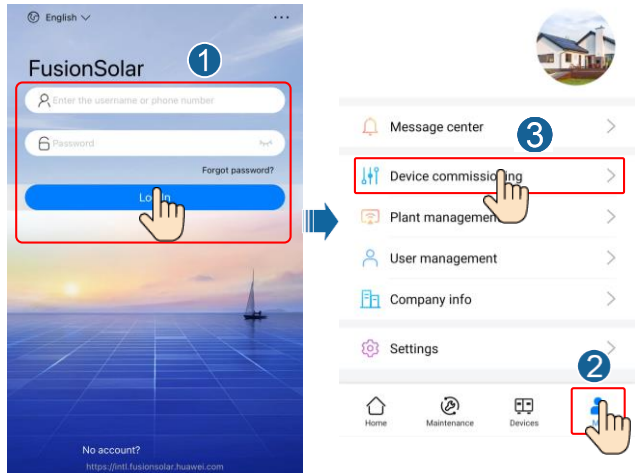 English
FusionSolar
1
Enter the username or phone number
Password
Forgot password?
No account?
https://intl.fusionsolar.huawei.com
Message center
3
Device commissioning
Plant management
User management
Company info
Settings
2
Home
Maintenance
Devices